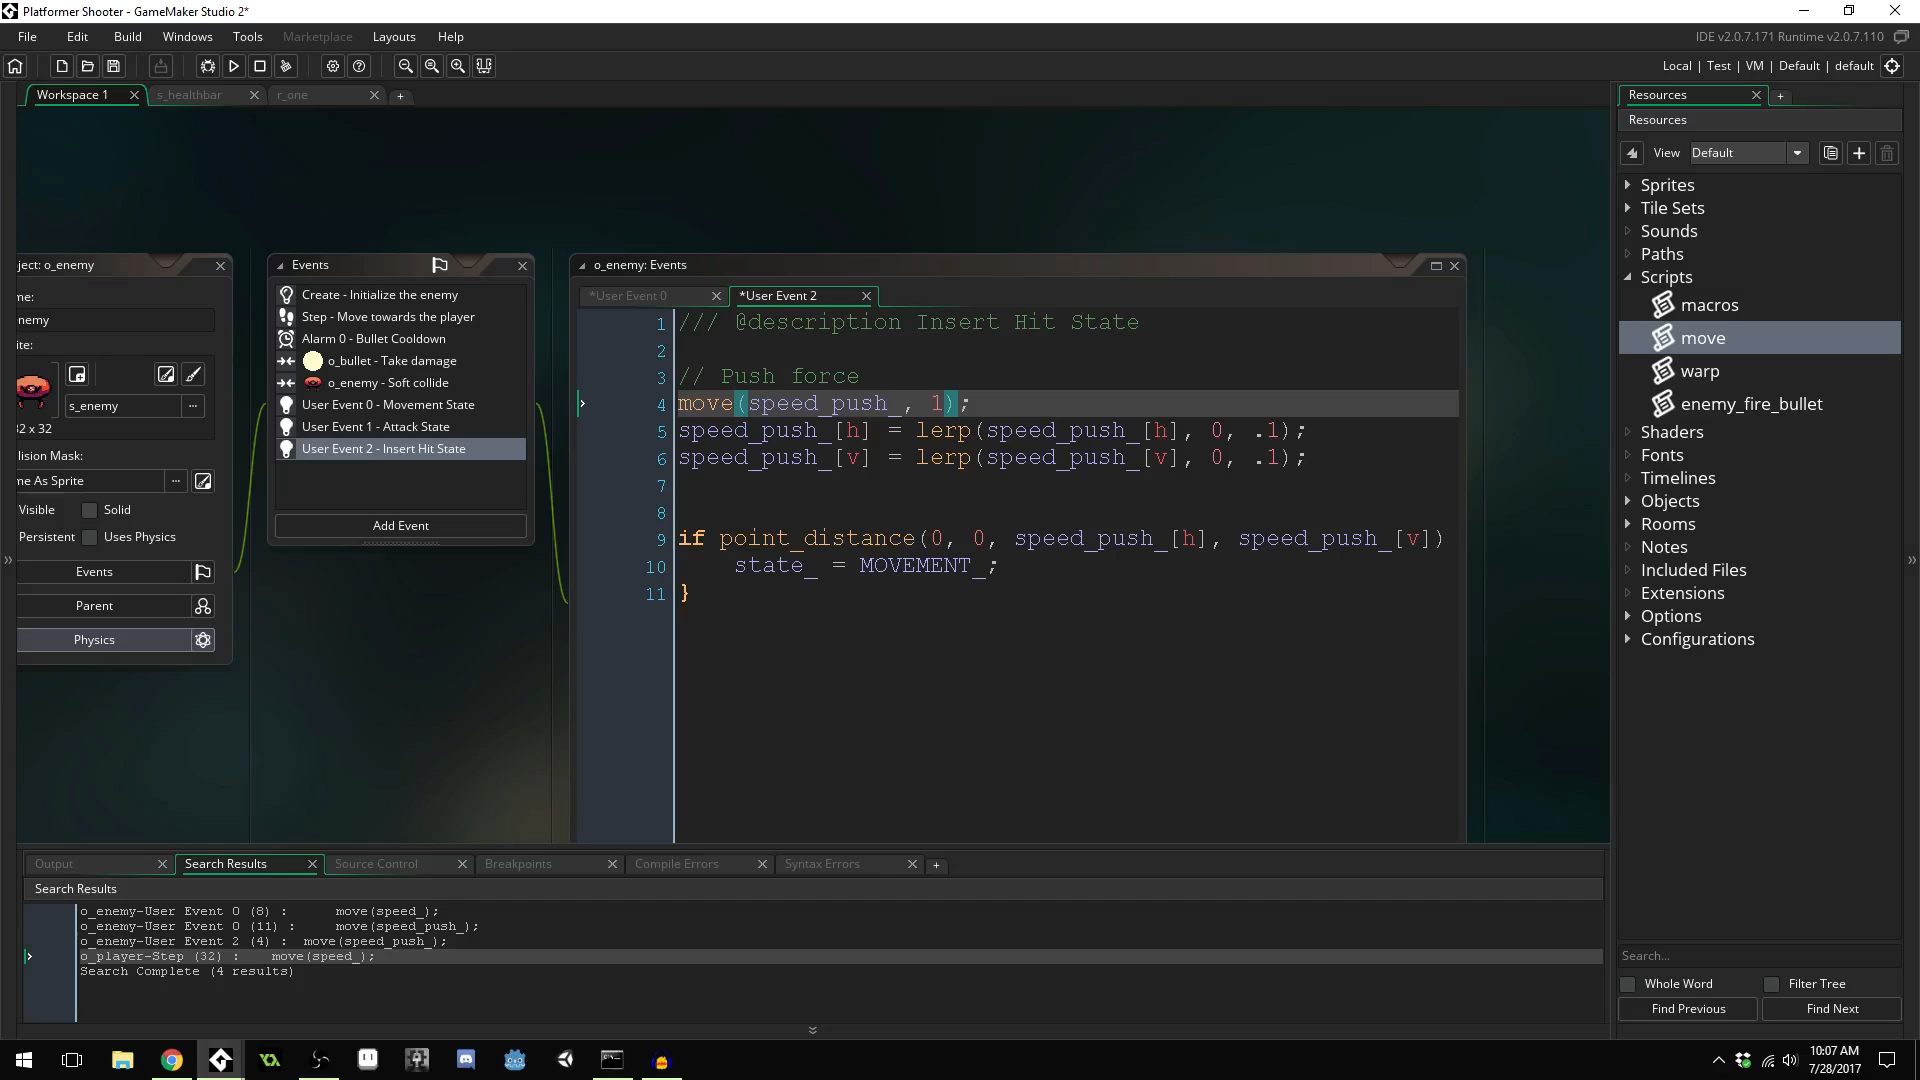 Platformer Shooter - GameMaker Studio 2*
File Edit Build Windows Tools Marketplace Layouts Help
IDE v2.0.7.171 Runtime v2.0.7.110
Local | Test | VM | Default | default
Workspace 1
s_healthbar
r_one
ject: o_enemy
me:
nemy
ite:
s_enemy
...
32 x 32
llision Mask:
me As Sprite
...
Visible
Solid
Persistent
Uses Physics
Events
Parent
Physics
Events
Create - Initialize the enemy
Step - Move towards the player
Alarm 0 - Bullet Cooldown
o_bullet - Take damage
o_enemy - Soft collide
User Event 0 - Movement State
User Event 1 - Attack State
User Event 2 - Insert Hit State
Add Event
o_enemy: Events
*User Event 0
*User Event 2
1 /// @description Insert Hit State
2
3 // Push force
4 move(speed_push_, 1);
5 speed_push_[h] = lerp(speed_push_[h], 0, .1);
6 speed_push_[v] = lerp(speed_push_[v], 0, .1);
7
8
9 if point_distance(0, 0, speed_push_[h], speed_push_[v])
10 state_ = MOVEMENT_;
11 }
Resources
Resources
View
Default
Sprites
Tile Sets
Sounds
Paths
Scripts
macros
move
warp
enemy_fire_bullet
Shaders
Fonts
Timelines
Objects
Rooms
Notes
Included Files
Extensions
Options
Configurations
Search...
Whole Word
Filter Tree
Find Previous
Find Next
Output
Search Results
Source Control
Breakpoints
Compile Errors
Syntax Errors
Search Results
o_enemy-User Event 0 (8) : move(speed_);
o_enemy-User Event 0 (11) : move(speed_push_);
o_enemy-User Event 2 (4) : move(speed_push_);
o_player-Step (32) : move(speed_);
Search Complete (4 results)
10:07 AM
7/28/2017